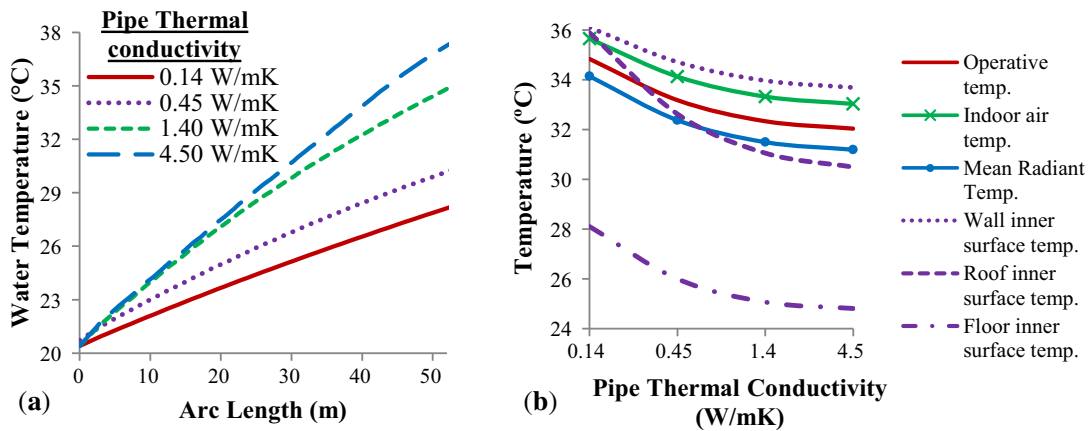 Pipe Thermal
conductivity
0.14 W/mK
0.45 W/mK
1.40 W/mK
4.50 W/mK
38
35
32
29
26
23
20
Water Temperature (°C)
0
10
20
30
40
50
(a)
Arc Length (m)
36
34
32
30
28
26
24
Temperature (°C)
0.14
0.45
1.4
4.5
(b)
Pipe Thermal Conductivity
(W/mK)
Operative
temp.
Indoor air
temp.
Mean Radiant
Temp.
Wall inner
surface temp.
Roof inner
surface temp.
Floor inner
surface temp.